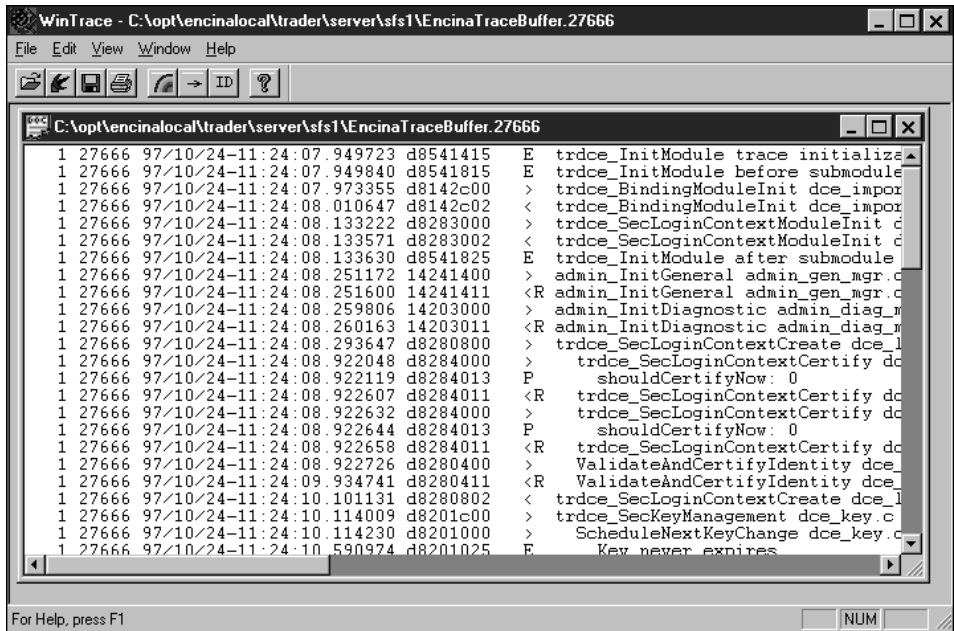 WinTrace - C:\opt\encinalocal\trader\server\sfs1\EncinaTraceBuffer.27666
File Edit View Window Help
ID ?
C:\opt\encinalocal\trader\server\sfs1\EncinaTraceBuffer.27666
1 27666 97/10/24-11:24:07.949723 d8541415 E trdce_InitModule trace initializa
1 27666 97/10/24-11:24:07.949840 d8541815 E trdce_InitModule before submodule
1 27666 97/10/24-11:24:07.973355 d8142c00 > trdce_BindingModuleInit dce_impor
1 27666 97/10/24-11:24:08.010647 d8142c02 < trdce_BindingModuleInit dce_impor
1 27666 97/10/24-11:24:08.133222 d8283000 > trdce_SecLoginContextModuleInit d
1 27666 97/10/24-11:24:08.133571 d8283002 < trdce_SecLoginContextModuleInit d
1 27666 97/10/24-11:24:08.133630 d8541825 E trdce_InitModule after submodule
1 27666 97/10/24-11:24:08.251172 14241400 > admin_InitGeneral admin_gen_mgr.c
1 27666 97/10/24-11:24:08.251600 14241411 <R admin_InitGeneral admin_gen_mgr.c
1 27666 97/10/24-11:24:08.259806 14203000 > admin_InitDiagnostic admin_diag_m
1 27666 97/10/24-11:24:08.260163 14203011 <R admin_InitDiagnostic admin_diag_m
1 27666 97/10/24-11:24:08.293647 d8280800 > trdce_SecLoginContextCreate dce_l
1 27666 97/10/24-11:24:08.922048 d8284000 > trdce_SecLoginContextCertify dc
1 27666 97/10/24-11:24:08.922119 d8284013 P shouldCertifyNow: 0
1 27666 97/10/24-11:24:08.922607 d8284011 <R trdce_SecLoginContextCertify dc
1 27666 97/10/24-11:24:08.922632 d8284000 > trdce_SecLoginContextCertify dc
1 27666 97/10/24-11:24:08.922644 d8284013 P shouldCertifyNow: 0
1 27666 97/10/24-11:24:08.922658 d8284011 <R trdce_SecLoginContextCertify dc
1 27666 97/10/24-11:24:08.922726 d8280400 > ValidateAndCertifyIdentity dce_
1 27666 97/10/24-11:24:09.934741 d8280411 <R ValidateAndCertifyIdentity dce_
1 27666 97/10/24-11:24:10.101131 d8280802 < trdce_SecLoginContextCreate dce_l
1 27666 97/10/24-11:24:10.114009 d8201c00 > trdce_SecKeyManagement dce_key.c
1 27666 97/10/24-11:24:10.114230 d8201000 > ScheduleNextKeyChange dce_key.c
1 27666 97/10/24-11:24:10.590974 d8201025 E Key never expires
For Help, press F1 NUM